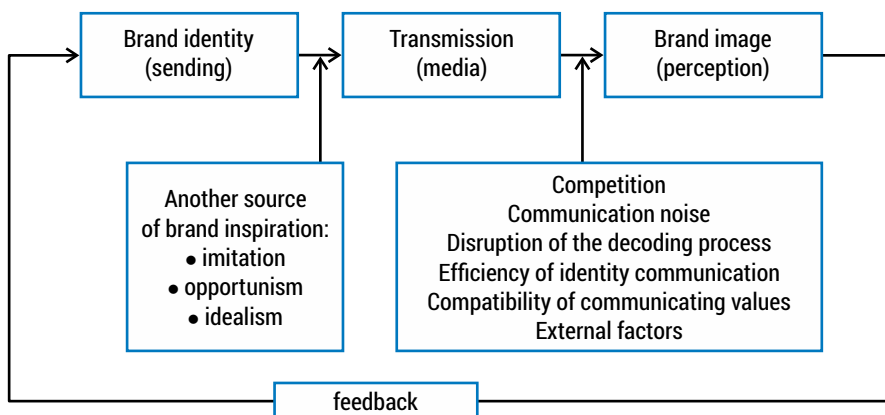 Brand identity
(sending)
Transmission
(media)
Brand image
(perception)
Another source
of brand inspiration:
● imitation
● opportunism
● idealism
Competition
Communication noise
Disruption of the decoding process
Efficiency of identity communication
Compatibility of communicating values
External factors
feedback